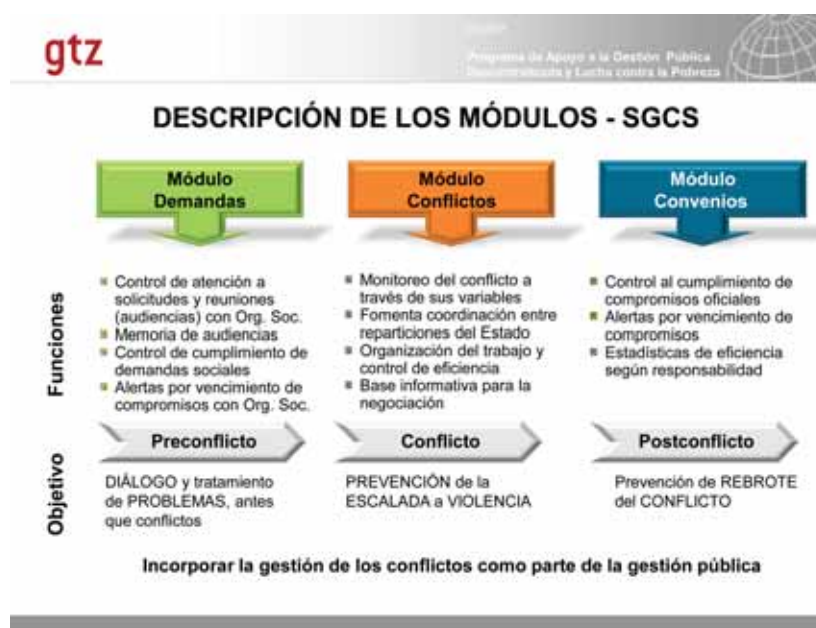 gtz
Programa de Apoyo a la Gestión Pública
Descentralizada y Lucha contra la Pobreza
DESCRIPCIÓN DE LOS MÓDULOS - SGCS
Módulo
Demandas
Módulo
Conflictos
Módulo
Convenios
Funciones
Control de atención a
solicitudes y reuniones
(audiencias) con Org. Soc.
Memoria de audiencias
Control de cumplimiento de
demandas sociales
Alertas por vencimiento de
compromisos con Org. Soc.
Monitoreo del conflicto a
través de sus variables
Fomenta coordinación entre
reparticiones del Estado
Organización del trabajo y
control de eficiencia
Base informativa para la
negociación
Control al cumplimiento de
compromisos oficiales
Alertas por vencimiento de
compromisos
Estadísticas de eficiencia
según responsabilidad
Preconflicto
Conflicto
Postconflicto
Objetivo
DIÁLOGO y tratamiento
de PROBLEMAS, antes
que conflictos
PREVENCIÓN de la
ESCALADA a VIOLENCIA
Prevención de REBROTE
del CONFLICTO
Incorporar la gestión de los conflictos como parte de la gestión pública